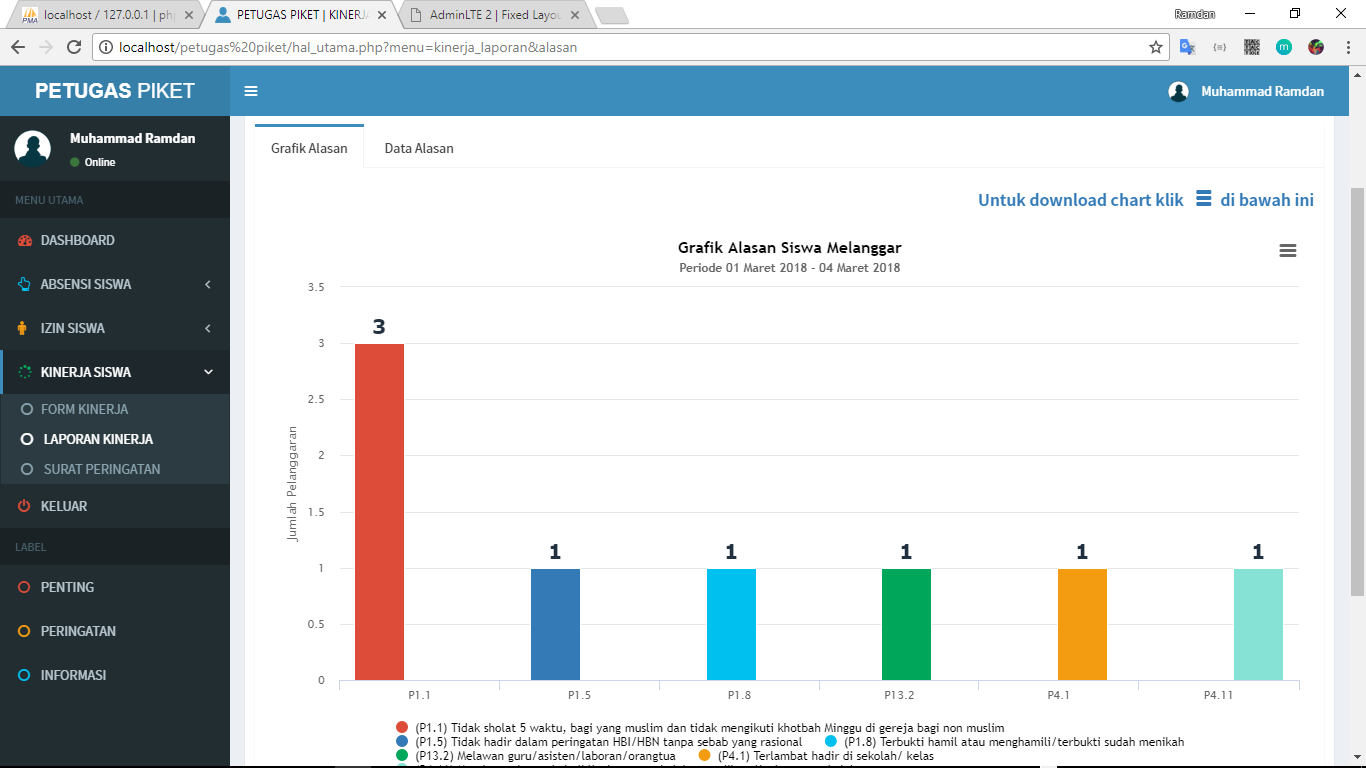 localhost / 127.0.0.1 | ph
PETUGAS PIKET | KINERJ
AdminLTE 2 | Fixed Layou
Ramdan
localhost/petugas%20piket/hal_utama.php?menu=kinerja_laporan&alasan
PETUGAS PIKET
Muhammad Ramdan
Muhammad Ramdan
Online
MENU UTAMA
DASHBOARD
ABSENSI SISWA
IZIN SISWA
KINERJA SISWA
FORM KINERJA
LAPORAN KINERJA
SURAT PERINGATAN
KELUAR
LABEL
PENTING
PERINGATAN
INFORMASI
Grafik Alasan
Data Alasan
Untuk download chart klik di bawah ini
Grafik Alasan Siswa Melanggar
Periode 01 Maret 2018 - 04 Maret 2018
Jumlah Pelanggaran
3.5
3
2.5
2
1.5
1
0.5
0
3
1
1
1
1
1
P1.1
P1.5
P1.8
P13.2
P4.1
P4.11
(P1.1) Tidak sholat 5 waktu, bagi yang muslim dan tidak mengikuti khotbah Minggu di gereja bagi non muslim
(P1.5) Tidak hadir dalam peringatan HBI/HBN tanpa sebab yang rasional (P1.8) Terbukti hamil atau menghamili/terbukti sudah menikah
(P13.2) Melawan guru/asisten/laboran/orangtua (P4.1) Terlambat hadir di sekolah/ kelas